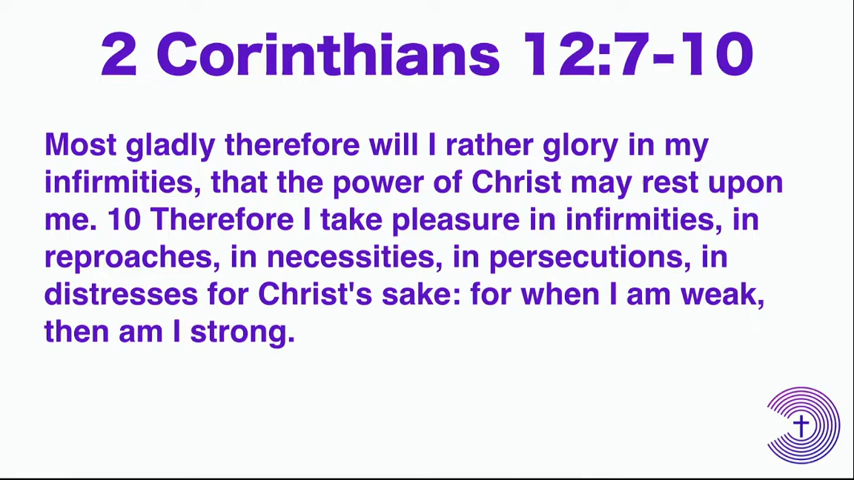 2 Corinthians 12:7-10
Most gladly therefore will I rather glory in my
infirmities, that the power of Christ may rest upon
me. 10 Therefore I take pleasure in infirmities, in
reproaches, in necessities, in persecutions, in
distresses for Christ's sake: for when I am weak,
then am I strong.